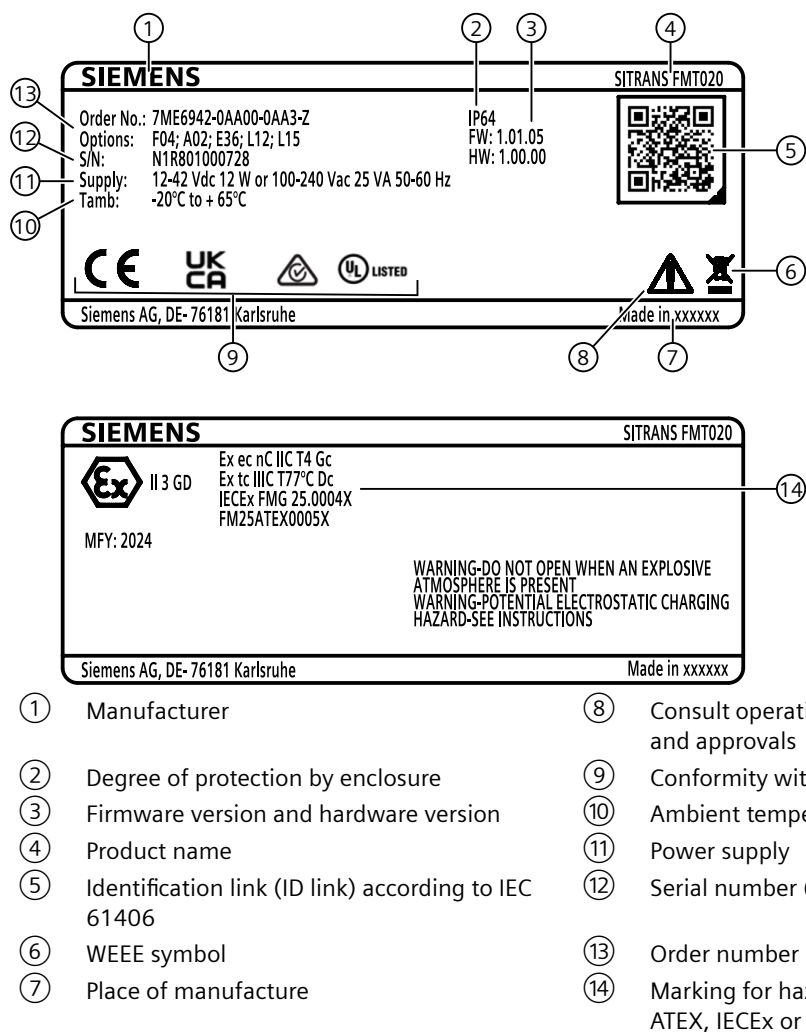 ① ② ③ ④
SIEMENS SITRANS FMT020
⑬ Order No.: 7ME6942-0AA00-0AA3-Z IP64
Options: F04; A02; E36; L12; L15 FW: 1.01.05
⑫ S/N: N1R801000728 HW: 1.00.00
⑤
⑪ Supply: 12-42 Vdc 12 W or 100-240 Vac 25 VA 50-60 Hz
⑩ Tamb: -20°C to + 65°C
CE UK CA UL LISTED ⑥
Siemens AG, DE- 76181 Karlsruhe Made in xxxxxx
⑨ ⑧ ⑦
SIEMENS SITRANS FMT020
Ex II 3 GD
Ex ec nC IIC T4 Gc
Ex tc IIIC T77°C Dc
IECEx FMG 25.0004X
FM25ATEX0005X
⑭
MFY: 2024
WARNING-DO NOT OPEN WHEN AN EXPLOSIVE
ATMOSPHERE IS PRESENT
WARNING-POTENTIAL ELECTROSTATIC CHARGING
HAZARD-SEE INSTRUCTIONS
Siemens AG, DE- 76181 Karlsruhe Made in xxxxxx
① Manufacturer
② Degree of protection by enclosure
③ Firmware version and hardware version
④ Product name
⑤ Identification link (ID link) according to IEC
61406
⑥ WEEE symbol
⑦ Place of manufacture
⑧ Consult
and approvals
⑨ Conformity
⑩ Ambient
⑪ Power supply
⑫ Serial number
⑬ Order number
⑭ Marking for
ATEX, IECEx or